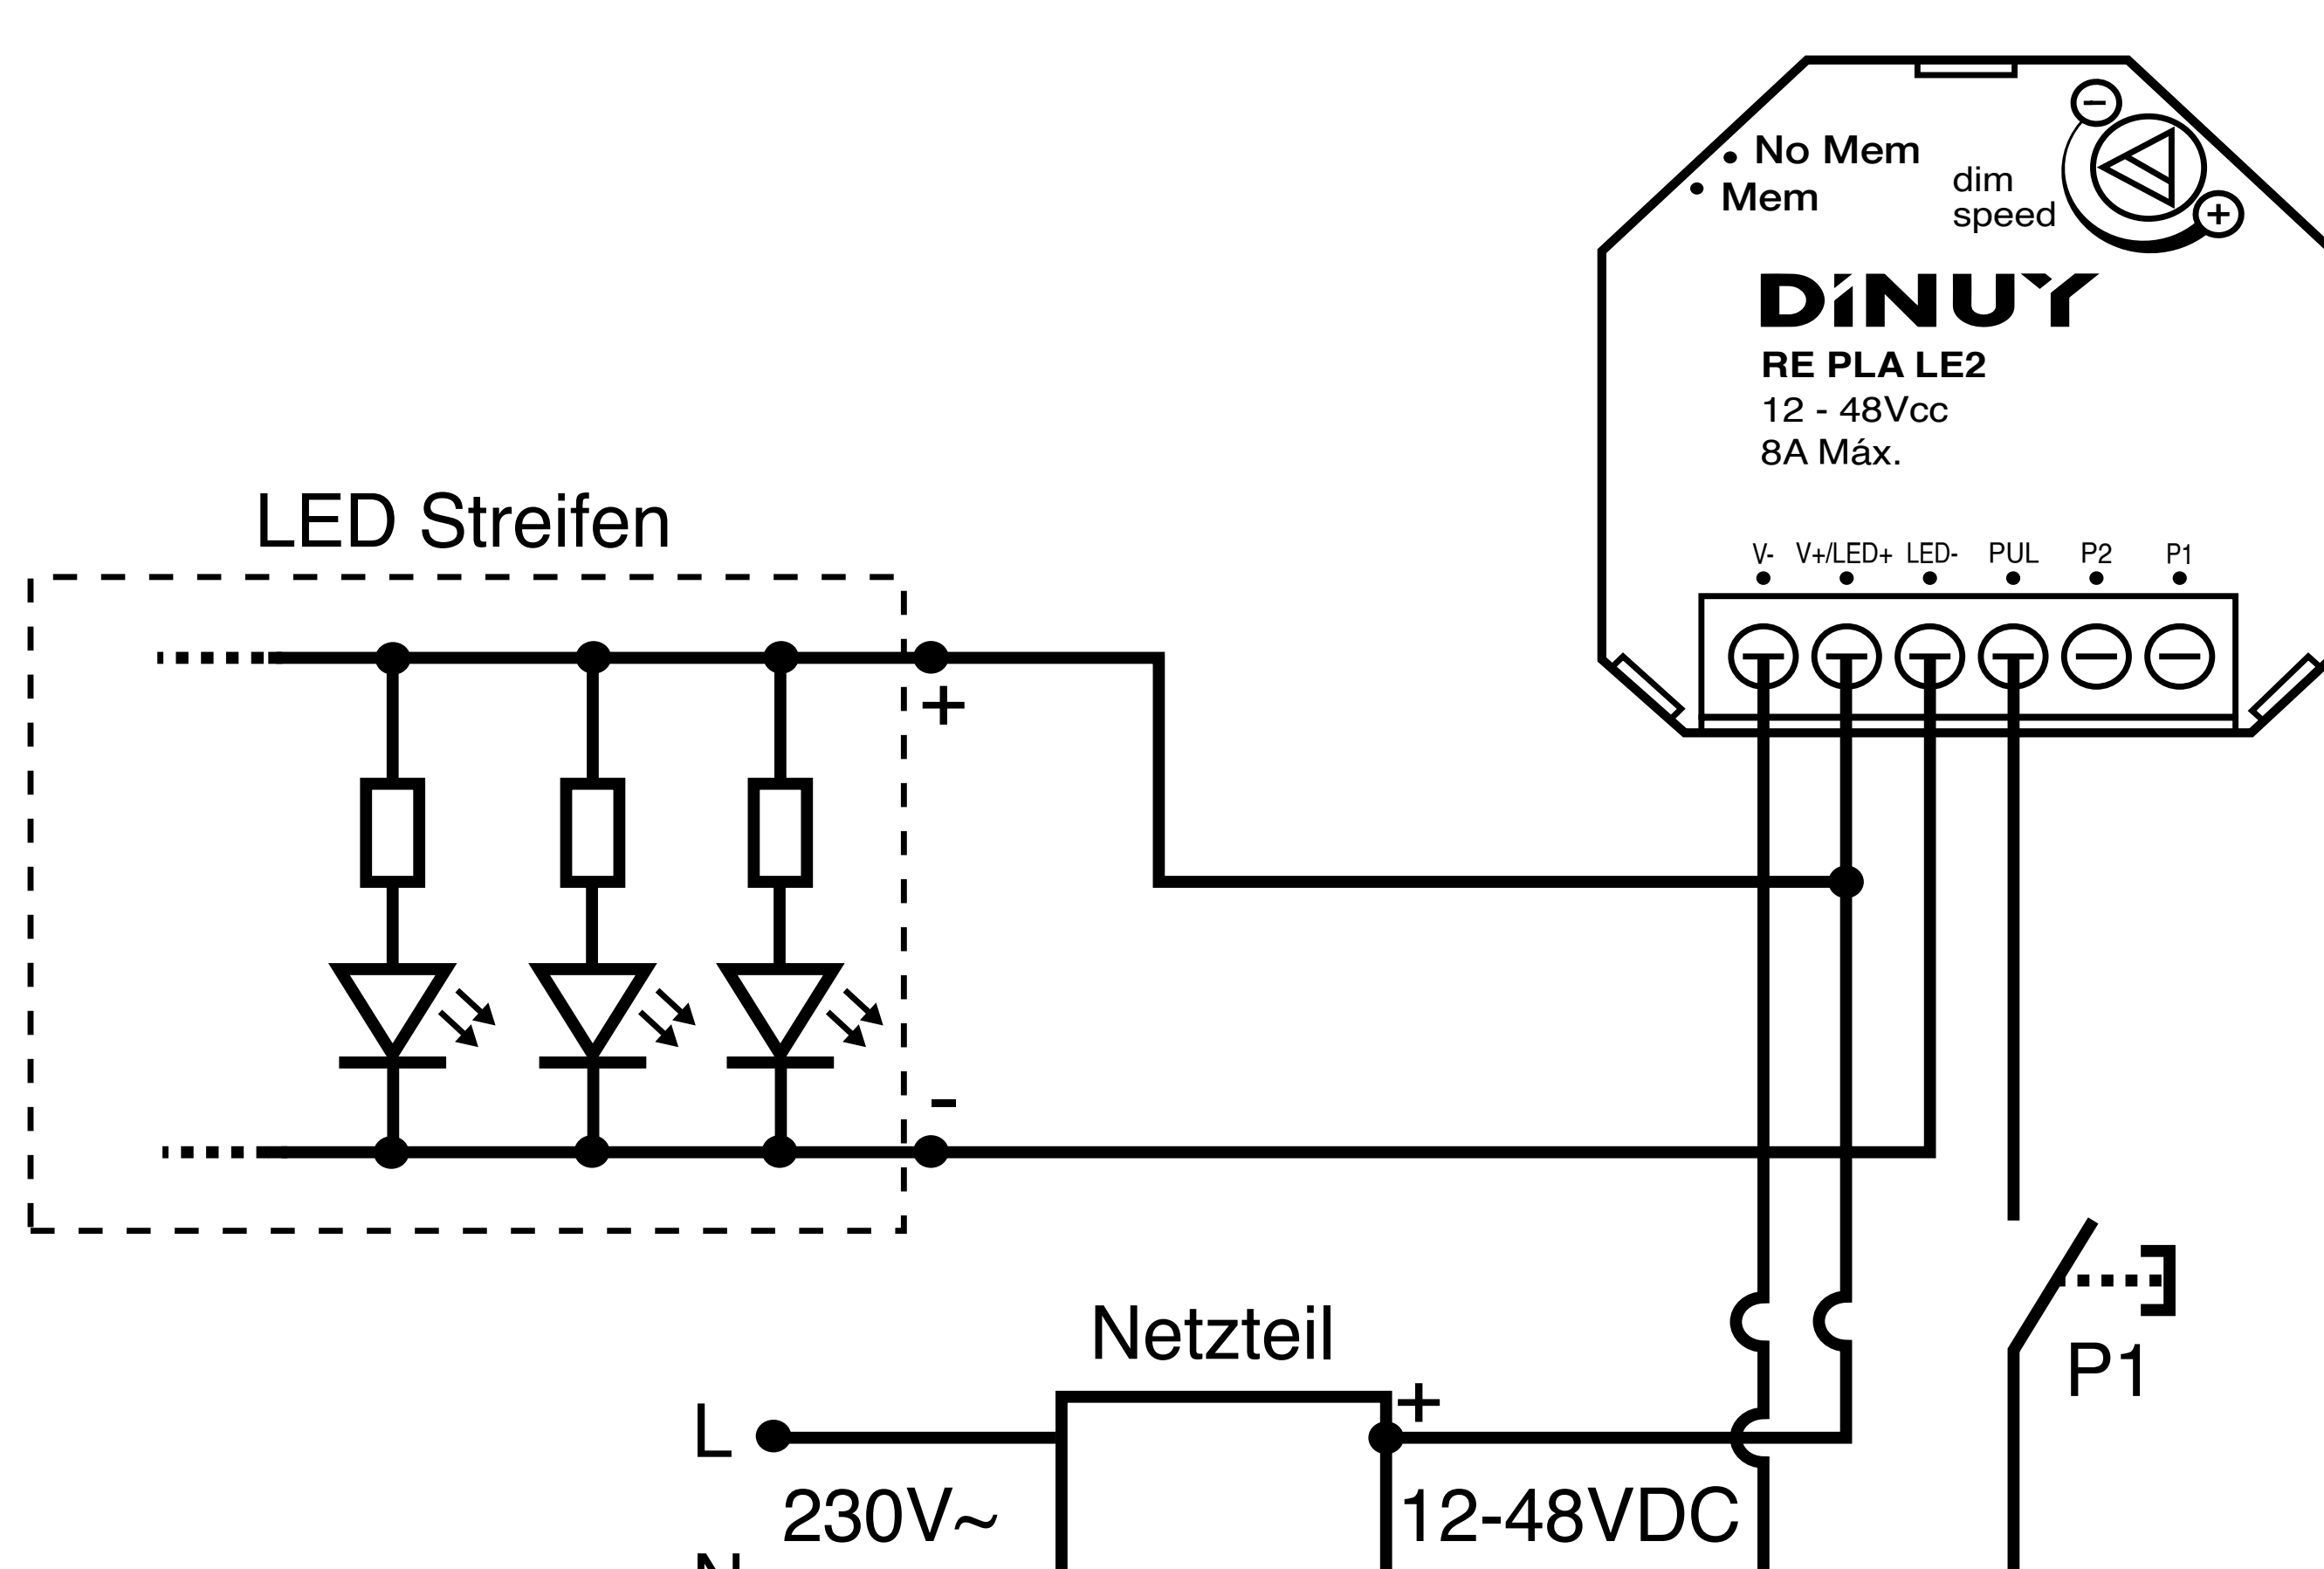 No Mem
Mem
dim
speed
DiNUY
RE PLA LE2
12 - 48Vcc
8A Máx.
V- V+/LED+ LED- PUL P2 P1
LED Streifen
+
-
Netzteil
P1
L
+
230V~
12-48VDC
N